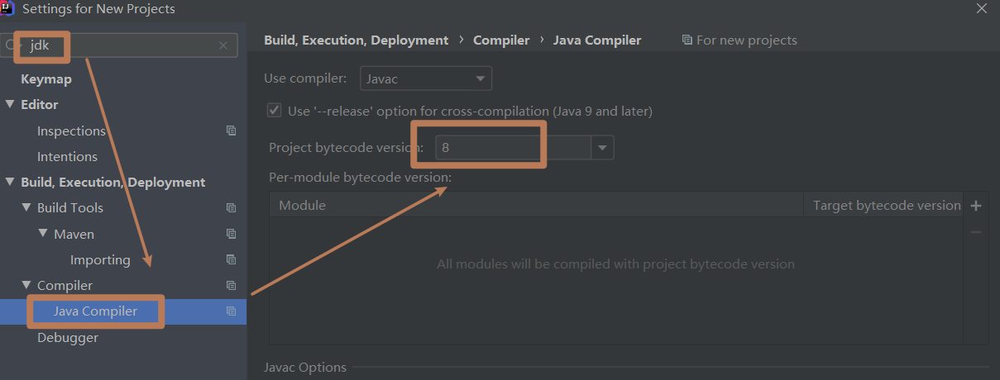 Settings for New Projects
jdk
Keymap
Editor
Inspections
Intentions
Build, Execution, Deployment
Build Tools
Maven
Importing
Compiler
Java Compiler
Debugger
Build, Execution, Deployment › Compiler › Java Compiler For new projects
Use compiler: Javac
Use '--release' option for cross-compilation (Java 9 and later)
Project bytecode version: 8
Per-module bytecode version:
Module Target bytecode version
All modules will be compiled with project bytecode version
Javac Options